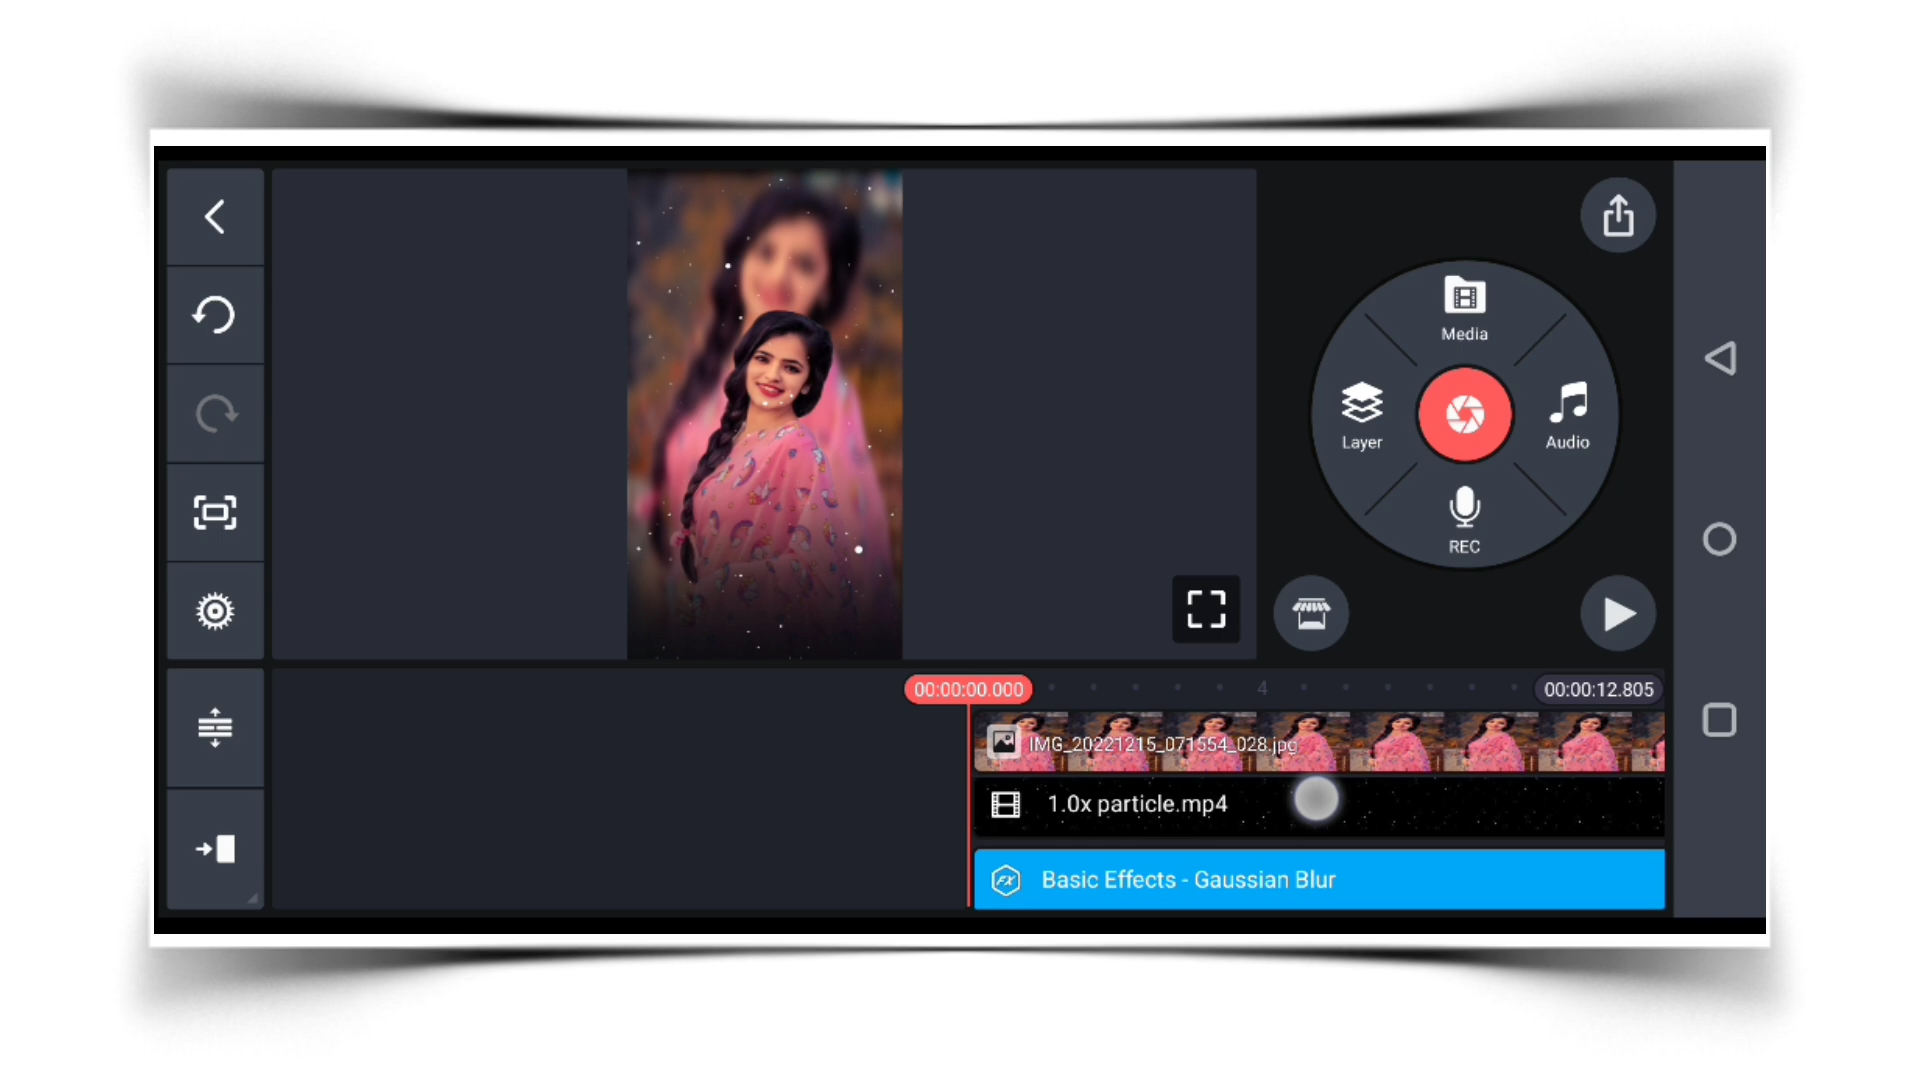 Media
Layer
Audio
REC
00:00:00.000
4
00:00:12.805
IMG_20221215_071554_028.jpg
1.0x particle.mp4
FX
Basic Effects - Gaussian Blur